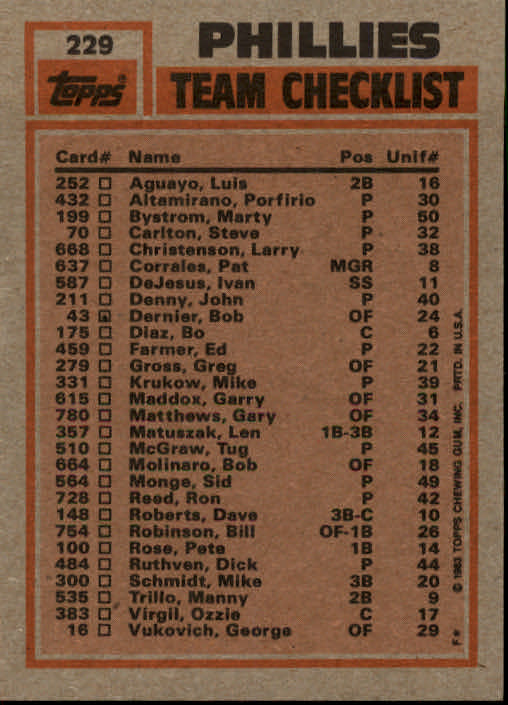 229
PHILLIES
Topps®
TEAM CHECKLIST
Card# Name Pos Unif#
252 Aguayo, Luis 2B 16
432 Altamirano, Porfirio P 30
199 Bystrom, Marty P 50
70 Carlton, Steve P 32
668 Christenson, Larry P 38
637 Corrales, Pat MGR 8
587 DeJesus, Ivan SS 11
211 Denny, John P 40
43 Dernier, Bob OF 24
175 Diaz, Bo C 6
459 Farmer, Ed P 22
279 Gross, Greg OF 21
331 Krukow, Mike P 39
615 Maddox, Garry OF 31
780 Matthews, Gary OF 34
357 Matuszak, Len 1B-3B 12
510 McGraw, Tug P 45
664 Molinaro, Bob OF 18
564 Monge, Sid P 49
728 Reed, Ron P 42
148 Roberts, Dave 3B-C 10
754 Robinson, Bill OF-1B 26
100 Rose, Pete 1B 14
484 Ruthven, Dick P 44
300 Schmidt, Mike 3B 20
535 Trillo, Manny 2B 9
383 Virgil, Ozzie C 17
16 Vukovich, George OF 29
F* © 1983 TOPPS CHEWING GUM, INC. PRTD. IN U.S.A.